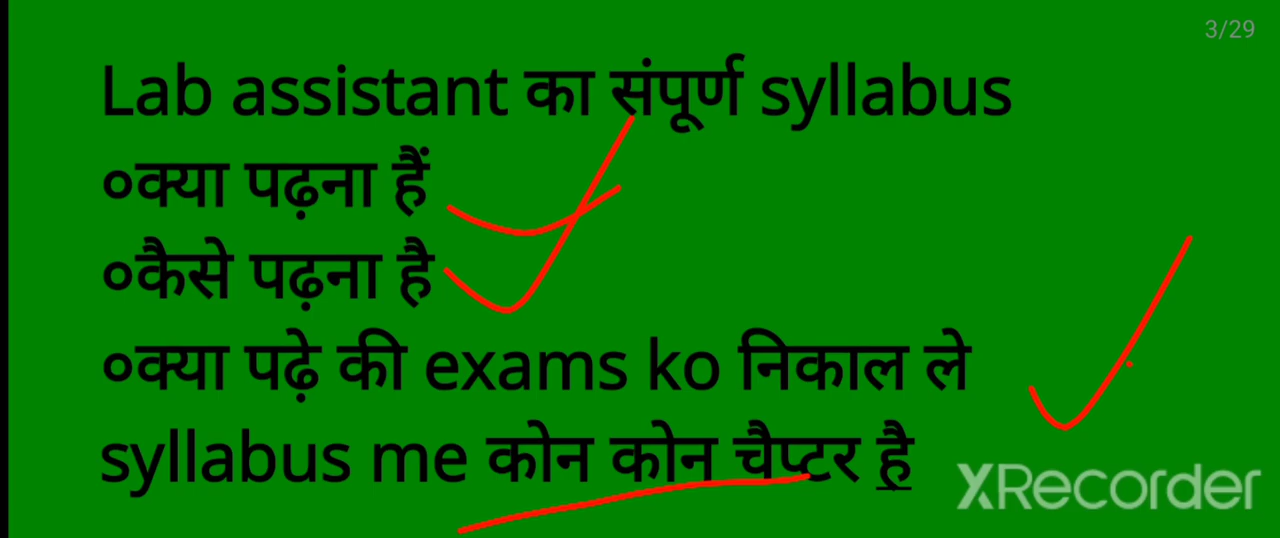 3/29
Lab assistant का संपूर्ण syllabus
०क्या पढ़ना हैं
०कैसे पढ़ना है
०क्या पढ़े की exams ko निकाल ले
syllabus me कोन कोन चैप्टर है
XRecorder